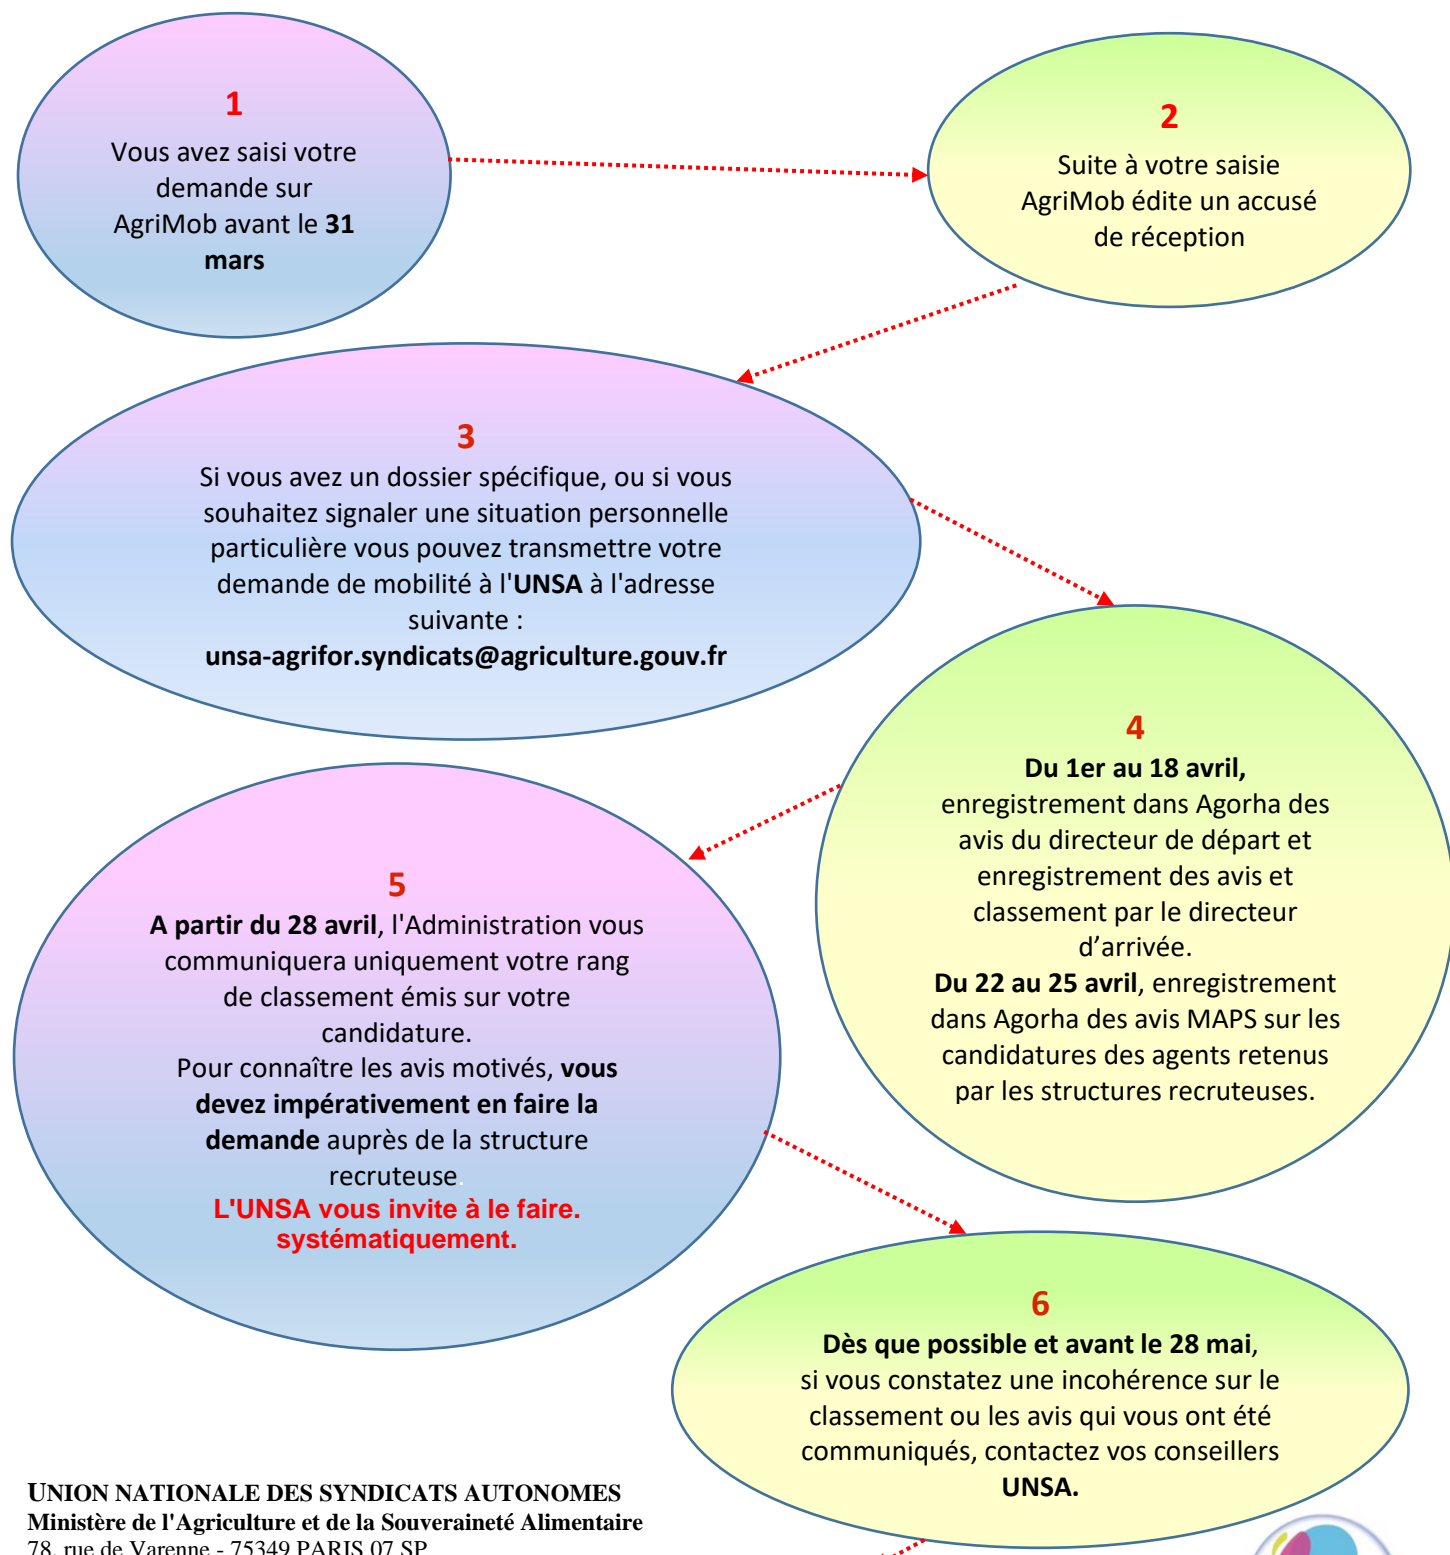 1
Vous avez saisi votre
demande sur
AgriMob avant le 31
mars
2
Suite à votre saisie
AgriMob édite un accusé
de réception
3
Si vous avez un dossier spécifique, ou si vous
souhaitez signaler une situation personnelle
particulière vous pouvez transmettre votre
demande de mobilité à l'UNSA à l'adresse
suivante :
unsa-agrifor.syndicats@agriculture.gouv.fr
4
Du 1er au 18 avril,
enregistrement dans Agorha des
avis du directeur de départ et
enregistrement des avis et
classement par le directeur
d’arrivée.
Du 22 au 25 avril, enregistrement
dans Agorha des avis MAPS sur les
candidatures des agents retenus
par les structures recruteuses.
5
A partir du 28 avril, l'Administration vous
communiquera uniquement votre rang
de classement émis sur votre
candidature.
Pour connaître les avis motivés, vous
devez impérativement en faire la
demande auprès de la structure
recruteuse.
L'UNSA vous invite à le faire.
systématiquement.
6
Dès que possible et avant le 28 mai,
si vous constatez une incohérence sur le
classement ou les avis qui vous ont été
communiqués, contactez vos conseillers
UNSA.
UNION NATIONALE DES SYNDICATS AUTONOMES
Ministère de l'Agriculture et de la Souveraineté Alimentaire
78, rue de Varenne - 75349 PARIS 07 SP